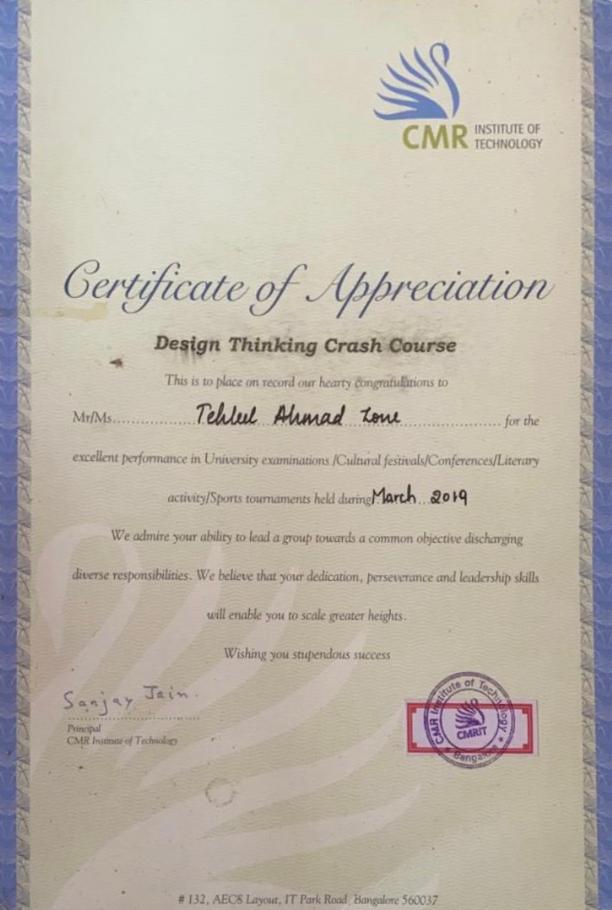 CMR INSTITUTE OF
TECHNOLOGY
Certificate of Appreciation
Design Thinking Crash Course
This is to place on record our hearty congratulations to
Mr/Ms.................Tehleel Ahmad Lone.....................for the
excellent performance in University examinations /Cultural festivals/Conferences/Literary
activity/Sports tournaments held during March...2019
We admire your ability to lead a group towards a common objective discharging
diverse responsibilities. We believe that your dedication, perseverance and leadership skills
will enable you to scale greater heights.
Wishing you stupendous success
Sanjay Jain.
Principal
CMR Institute of Technology
CMR Institute of Technology
CMRIT
* Bangalore *
# 132, AECS Layout, IT Park Road, Bangalore 560037